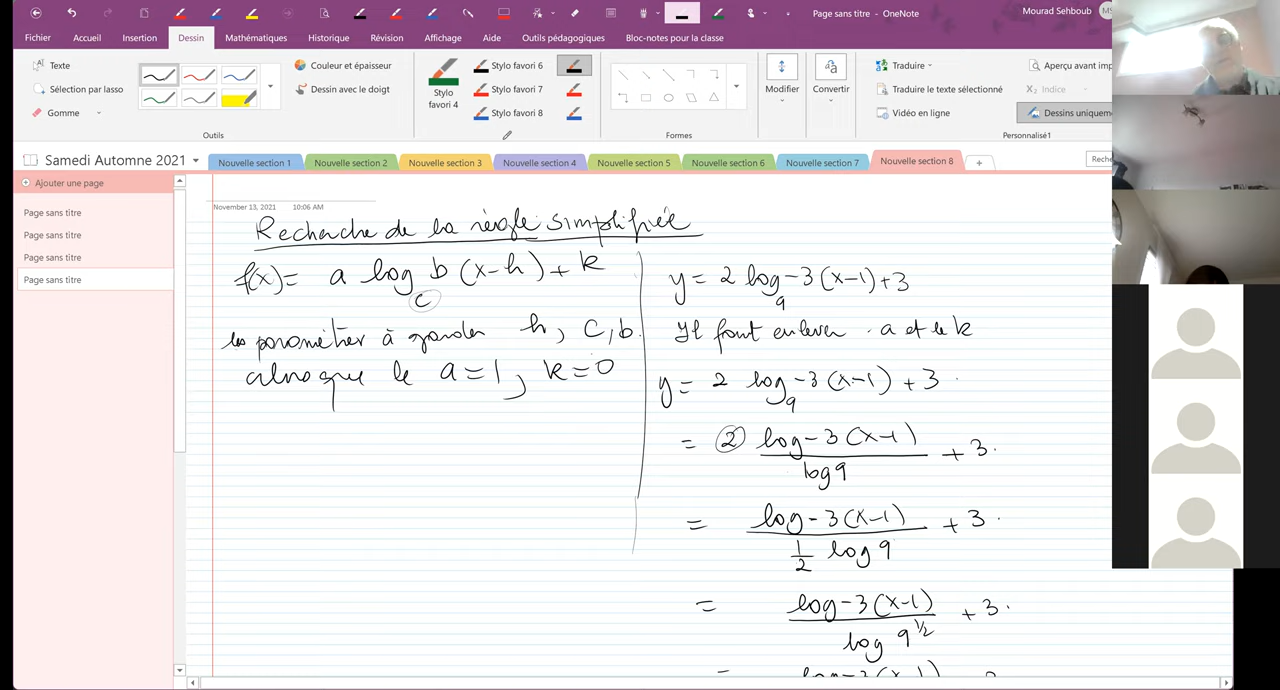 Page sans titre - OneNote
Mourad Sehboub
MS
Fichier Accueil Insertion Dessin Mathématiques Historique Révision Affichage Aide Outils pédagogiques Bloc-notes pour la classe
Texte
Sélection par lasso
Gomme
Outils
Couleur et épaisseur
Dessin avec le doigt
Stylo favori 4
Stylo favori 6
Stylo favori 7
Stylo favori 8
Formes
Modifier
Convertir
Traduire
Traduire le texte sélectionné
Vidéo en ligne
Aperçu avant imp
Indice
Dessins uniqueme
Personnalisé1
Samedi Automne 2021
Nouvelle section 1 Nouvelle section 2 Nouvelle section 3 Nouvelle section 4 Nouvelle section 5 Nouvelle section 6 Nouvelle section 7 Nouvelle section 8 +
Reche
Ajouter une page
Page sans titre
Page sans titre
Page sans titre
Page sans titre
November 13, 2021 10:06 AM
Recherche de la règle simplifiée
f(x) = a log_c b(x-h) + k
les paramètres à garder h, c, b.
alors que le a = 1, k = 0
y = 2 log_9 -3(x-1) + 3
Il faut enlever a et le k
y = 2 log_9 -3(x-1) + 3.
= 2 log -3(x-1) / log 9 + 3.
= log -3(x-1) / 1/2 log 9 + 3.
= log -3(x-1) / log 9^1/2 + 3.